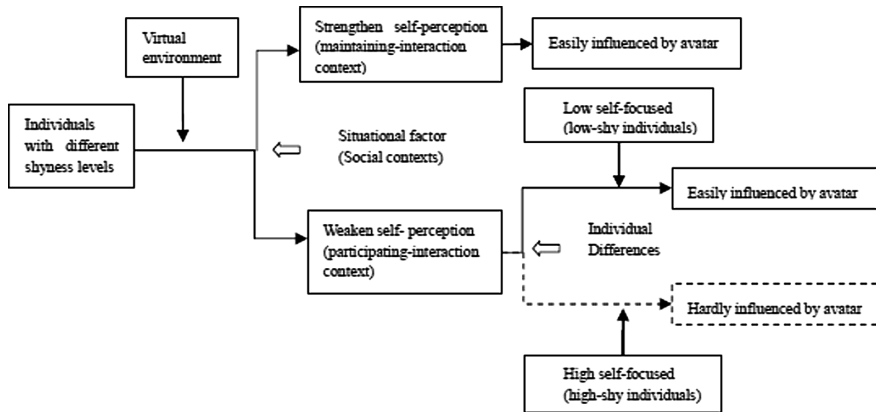 Virtual
environment
Strengthen self-perception
(maintaining-interaction
context)
Easily influenced by avatar
Individuals
with different
shyness levels
Situational factor
(Social contexts)
Low self-focused
(low-shy individuals)
Easily influenced by avatar
Weaken self- perception
(participating-interaction
context)
Individual
Differences
Hardly influenced by avatar
High self-focused
(high-shy individuals)